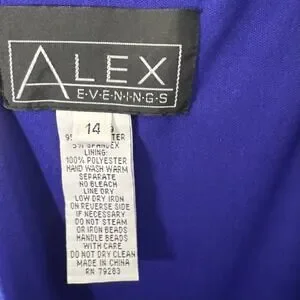 ALEX
E·V·E·N·I·N·G·S
14
5% SPANDEX
LINING:
100% POLYESTER
HAND WASH WARM
SEPARATE
NO BLEACH
LINE DRY
LOW DRY IRON
ON REVERSE SIDE
IF NECESSARY
DO NOT STEAM
OR IRON BEADS
HANDLE BEADS
WITH CARE
DO NOT DRY CLEAN
MADE IN CHINA
RN 79283